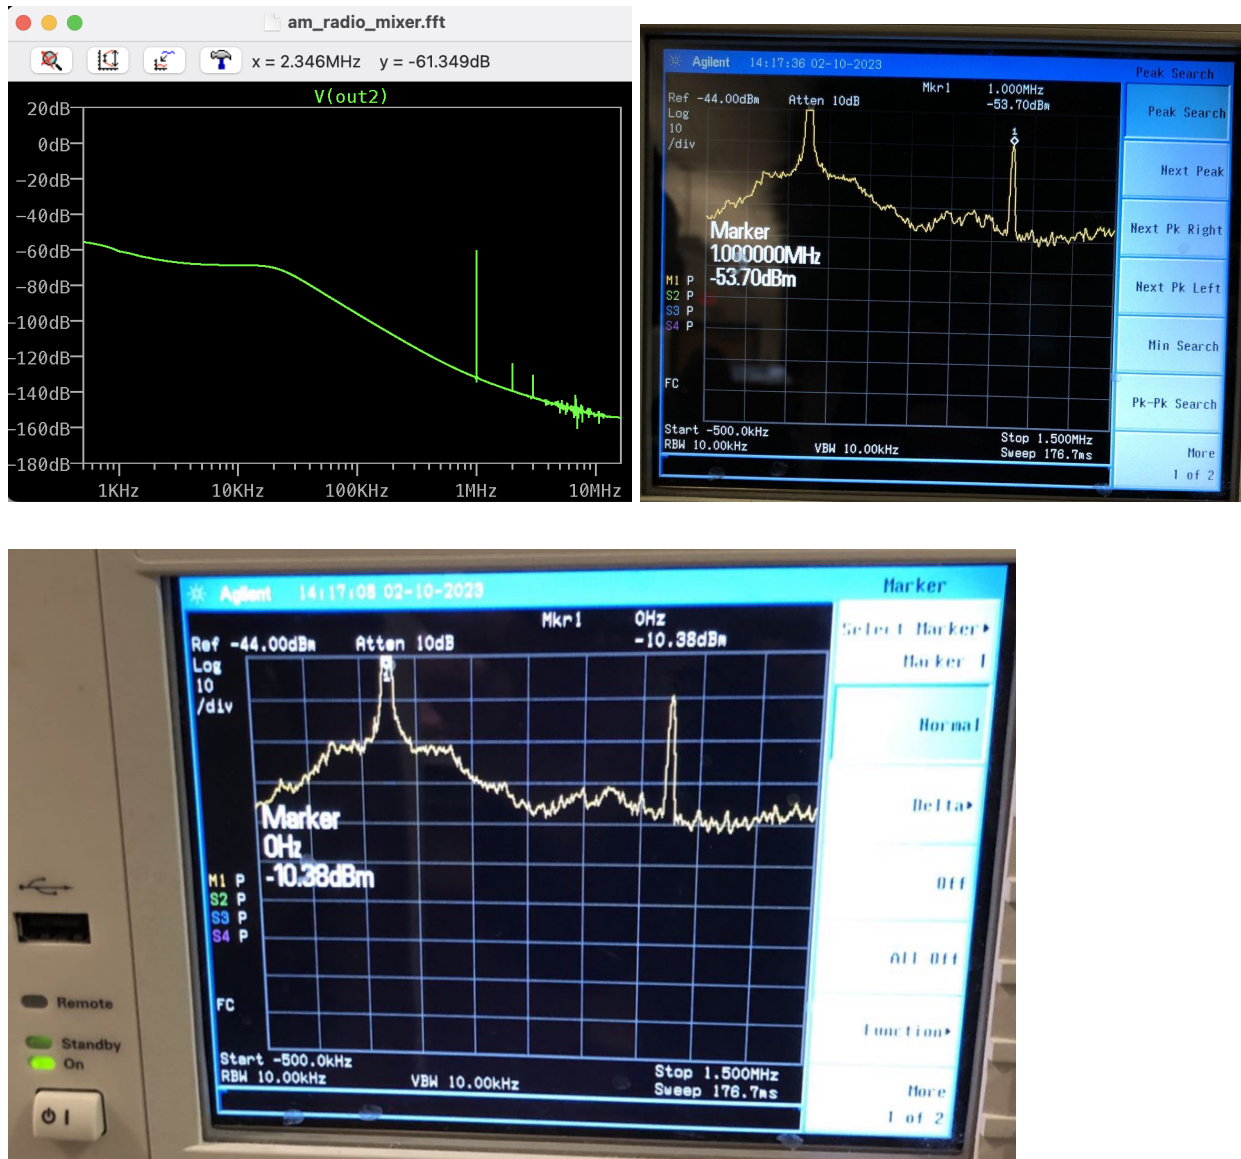 am_radio_mixer.fft
x = 2.346MHz y = -61.349dB
V(out2)
20dB
0dB
-20dB
-40dB
-60dB
-80dB
-100dB
-120dB
-140dB
-160dB
-180dB
1KHz 10KHz 100KHz 1MHz 10MHz
Agilent 14:17:36 02-10-2023
Peak Search
Mkr1 1.000MHz
Ref -44.00dBm Atten 10dB -53.70dBm
Log
10
/div
1
Marker
1.000000MHz
-53.70dBm
M1 P
S2 P
S3 P
S4 P
FC
Start -500.0kHz Stop 1.500MHz
RBW 10.00kHz VBW 10.00kHz Sweep 176.7ms
Peak Search
Next Peak
Next Pk Right
Next Pk Left
Min Search
Pk-Pk Search
More
1 of 2
Agilent 14:17:08 02-10-2023
Marker
Mkr1 0Hz
Ref -44.00dBm Atten 10dB -10.38dBm
Log
10
/div
1
Marker
0Hz
-10.38dBm
M1 P
S2 P
S3 P
S4 P
FC
Start -500.0kHz Stop 1.500MHz
RBW 10.00kHz VBW 10.00kHz Sweep 176.7ms
Select Marker
Marker 1
Normal
Delta
Off
All Off
Function
More
1 of 2
Remote
Standby
On